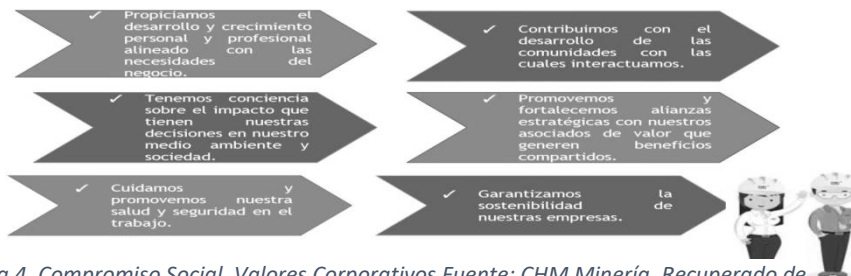 ✓ Propiciamos el
desarrollo y crecimiento
personal y profesional
alineado con las
necesidades del
negocio.
✓ Contribuimos con el
desarrollo de las
comunidades con las
cuales interactuamos.
✓ Tenemos conciencia
sobre el impacto que
tienen nuestras
decisiones en nuestro
medio ambiente y
sociedad.
✓ Promovemos y
fortalecemos alianzas
estratégicas con nuestros
asociados de valor que
generen beneficios
compartidos.
✓ Cuidamos y
promovemos nuestra
salud y seguridad en el
trabajo.
✓ Garantizamos la
sostenibilidad de
nuestras empresas.
a 4. Compromiso Social. Valores Corporativos Fuente: CHM Minería. Recuperado de